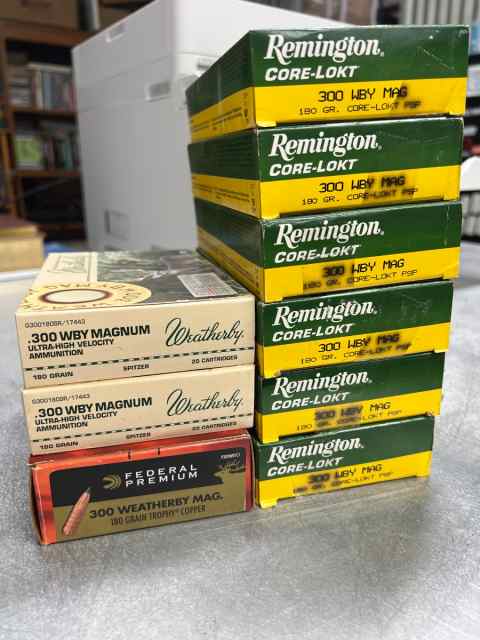 Remington
CORE-LOKT
300 WBY MAG
180 GR. CORE-LOKT PSP
Remington
CORE-LOKT
300 WBY MAG
180 GR. CORE-LOKT PSP
Remington
CORE-LOKT
300 WBY MAG
180 GR. CORE-LOKT PSP
Remington
CORE-LOKT
300 WBY MAG
180 GR. CORE-LOKT PSP
Remington
CORE-LOKT
300 WBY MAG
180 GR. CORE-LOKT PSP
Remington
CORE-LOKT
300 WBY MAG
180 GR. CORE-LOKT PSP
G300180SR/17443
.300 WBY MAGNUM
ULTRA-HIGH VELOCITY
AMMUNITION
Weatherby
180 GRAIN SPITZER 20 CARTRIDGES
G300180SR/17443
.300 WBY MAGNUM
ULTRA-HIGH VELOCITY
AMMUNITION
Weatherby
180 GRAIN SPITZER 20 CARTRIDGES
FEDERAL
PREMIUM
300 WEATHERBY MAG.
180 GRAIN TROPHY® COPPER